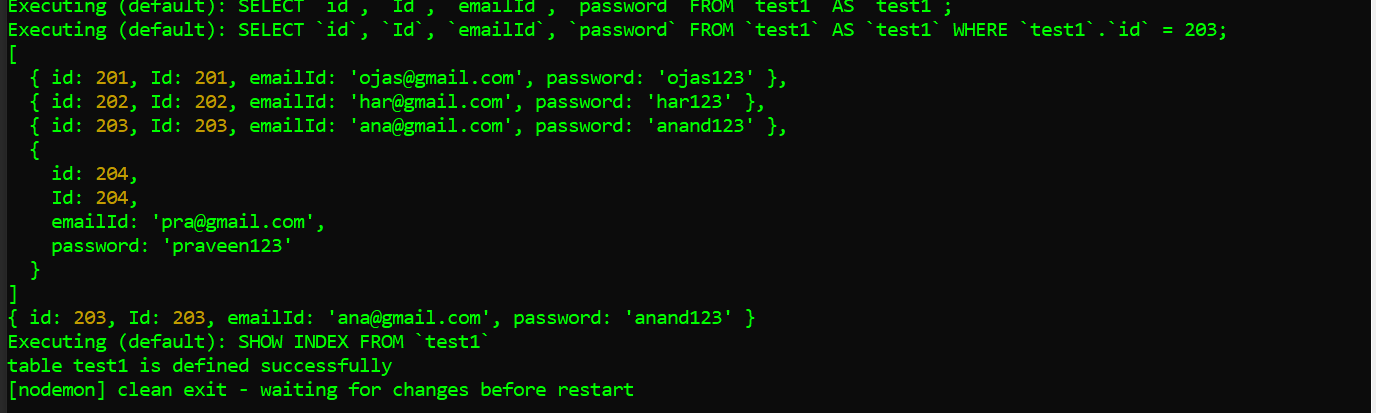 Executing (default): SELECT `id`, `Id`, `emailId`, `password` FROM `test1` AS `test1`;
Executing (default): SELECT `id`, `Id`, `emailId`, `password` FROM `test1` AS `test1` WHERE `test1`.`id` = 203;
[
  { id: 201, Id: 201, emailId: 'ojas@gmail.com', password: 'ojas123' },
  { id: 202, Id: 202, emailId: 'har@gmail.com', password: 'har123' },
  { id: 203, Id: 203, emailId: 'ana@gmail.com', password: 'anand123' },
  {
    id: 204,
    Id: 204,
    emailId: 'pra@gmail.com',
    password: 'praveen123'
  }
]
{ id: 203, Id: 203, emailId: 'ana@gmail.com', password: 'anand123' }
Executing (default): SHOW INDEX FROM `test1`
table test1 is defined successfully
[nodemon] clean exit - waiting for changes before restart